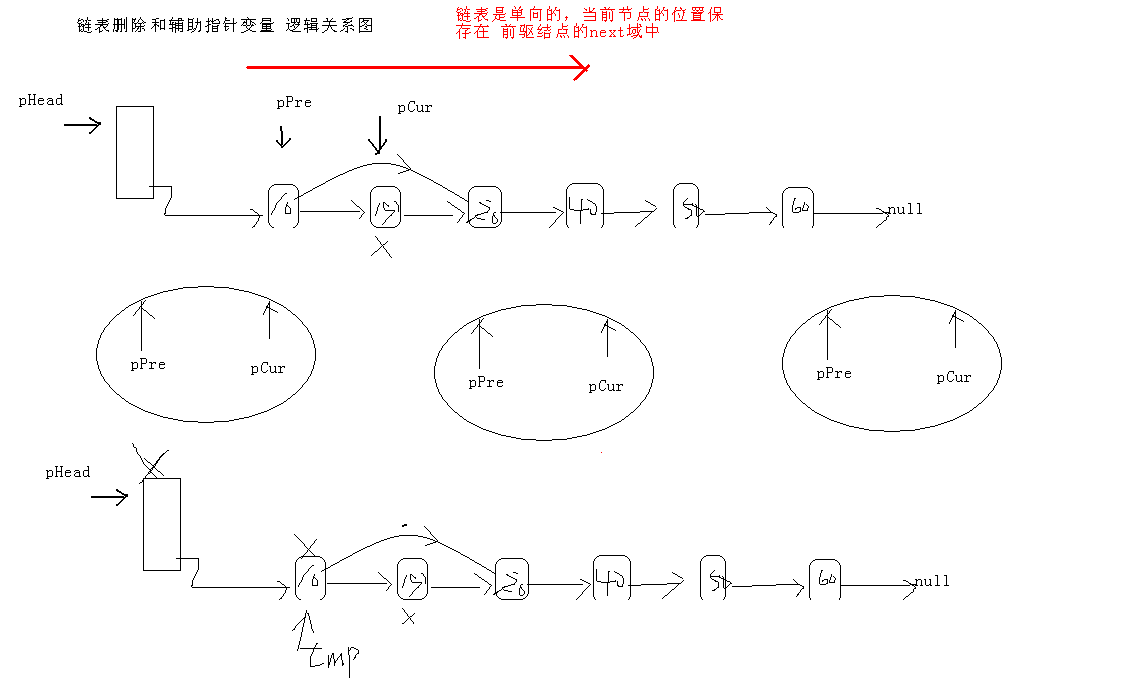 链表删除和辅助指针变量 逻辑关系图
链表是单向的，当前节点的位置保
存在 前驱结点的next域中
pHead
pPre
pCur
10
15
20
40
50
60
null
pPre
pCur
pPre
pCur
pPre
pCur
pHead
10
15
20
40
50
60
null
tmp